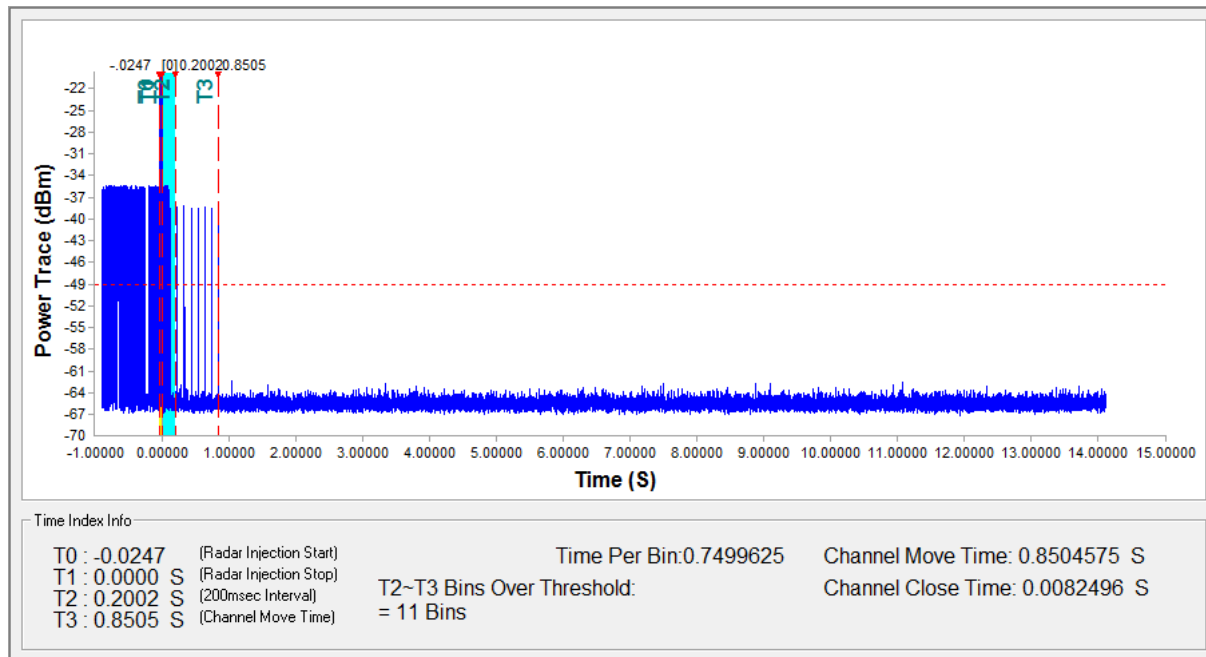 -.0247 [0]0.20020.8505
T0 T1 T2 T3
Power Trace (dBm)
-22
-25
-28
-31
-34
-37
-40
-43
-46
-49
-52
-55
-58
-61
-64
-67
-70
-1.00000 0.00000 1.00000 2.00000 3.00000 4.00000 5.00000 6.00000 7.00000 8.00000 9.00000 10.00000 11.00000 12.00000 13.00000 14.00000 15.00000
Time (S)
Time Index Info
T0 : -0.0247 (Radar Injection Start)
T1 : 0.0000 S (Radar Injection Stop)
T2 : 0.2002 S (200msec Interval)
T3 : 0.8505 S (Channel Move Time)
Time Per Bin:0.7499625
T2~T3 Bins Over Threshold:
= 11 Bins
Channel Move Time: 0.8504575 S
Channel Close Time: 0.0082496 S